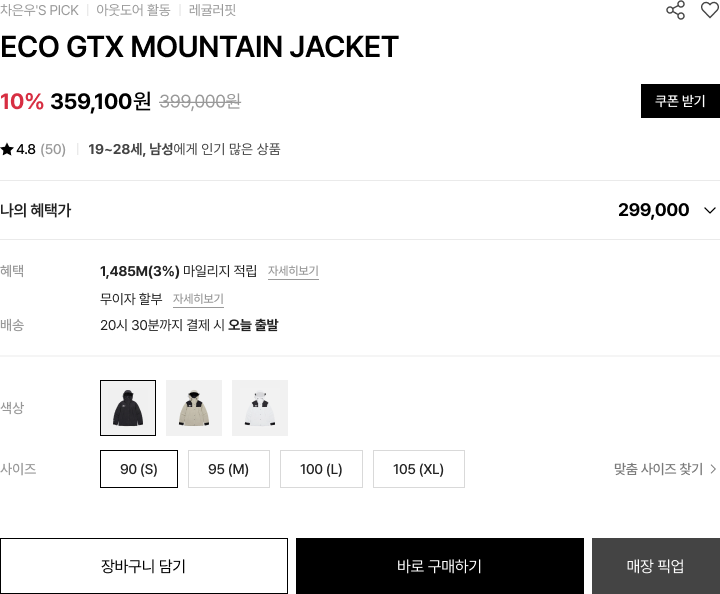 차은우'S PICK 아웃도어 활동 레귤러핏
ECO GTX MOUNTAIN JACKET
10% 359,100원 399,000원 쿠폰 받기
4.8 (50) 19~28세, 남성에게 인기 많은 상품
나의 혜택가 299,000
혜택 1,485M(3%) 마일리지 적립 자세히보기
무이자 할부 자세히보기
배송 20시 30분까지 결제 시 오늘 출발
색상
사이즈 90 (S) 95 (M) 100 (L) 105 (XL) 맞춤 사이즈 찾기
장바구니 담기 바로 구매하기 매장 픽업